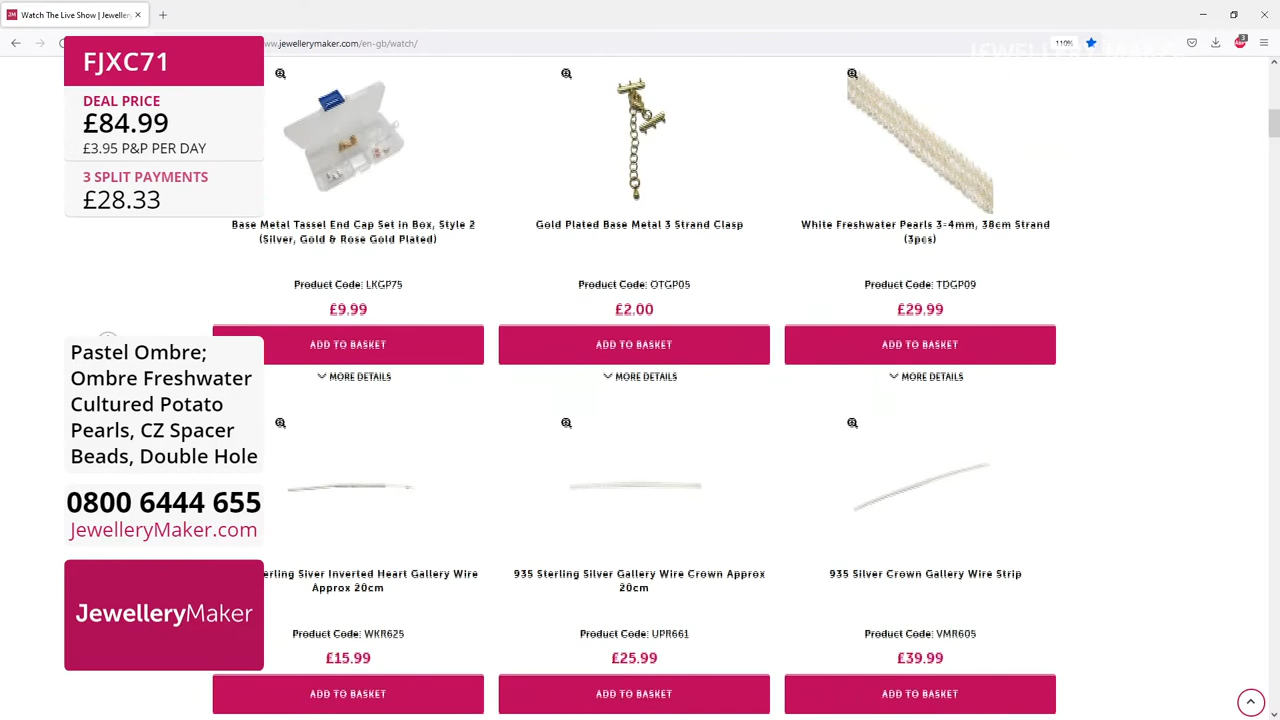 Watch The Live Show | Jeweller
www.jewellerymaker.com/en-gb/watch/
110%
3
JEWELLERY MAKER
FJXC71
DEAL PRICE
£84.99
£3.95 P&P PER DAY
3 SPLIT PAYMENTS
£28.33
Base Metal Tassel End Cap Set in Box, Style 2
(Silver, Gold & Rose Gold Plated)
Product Code: LKGP75
£9.99
ADD TO BASKET
MORE DETAILS
Gold Plated Base Metal 3 Strand Clasp
Product Code: OTGP05
£2.00
ADD TO BASKET
MORE DETAILS
White Freshwater Pearls 3-4mm, 38cm Strand
(3pcs)
Product Code: TDGP09
£29.99
ADD TO BASKET
MORE DETAILS
Pastel Ombre;
Ombre Freshwater
Cultured Potato
Pearls, CZ Spacer
Beads, Double Hole
0800 6444 655
JewelleryMaker.com
JewelleryMaker
erling Siver Inverted Heart Gallery Wire
Approx 20cm
Product Code: WKR625
£15.99
ADD TO BASKET
935 Sterling Silver Gallery Wire Crown Approx
20cm
Product Code: UPR661
£25.99
ADD TO BASKET
935 Silver Crown Gallery Wire Strip
Product Code: VMR605
£39.99
ADD TO BASKET